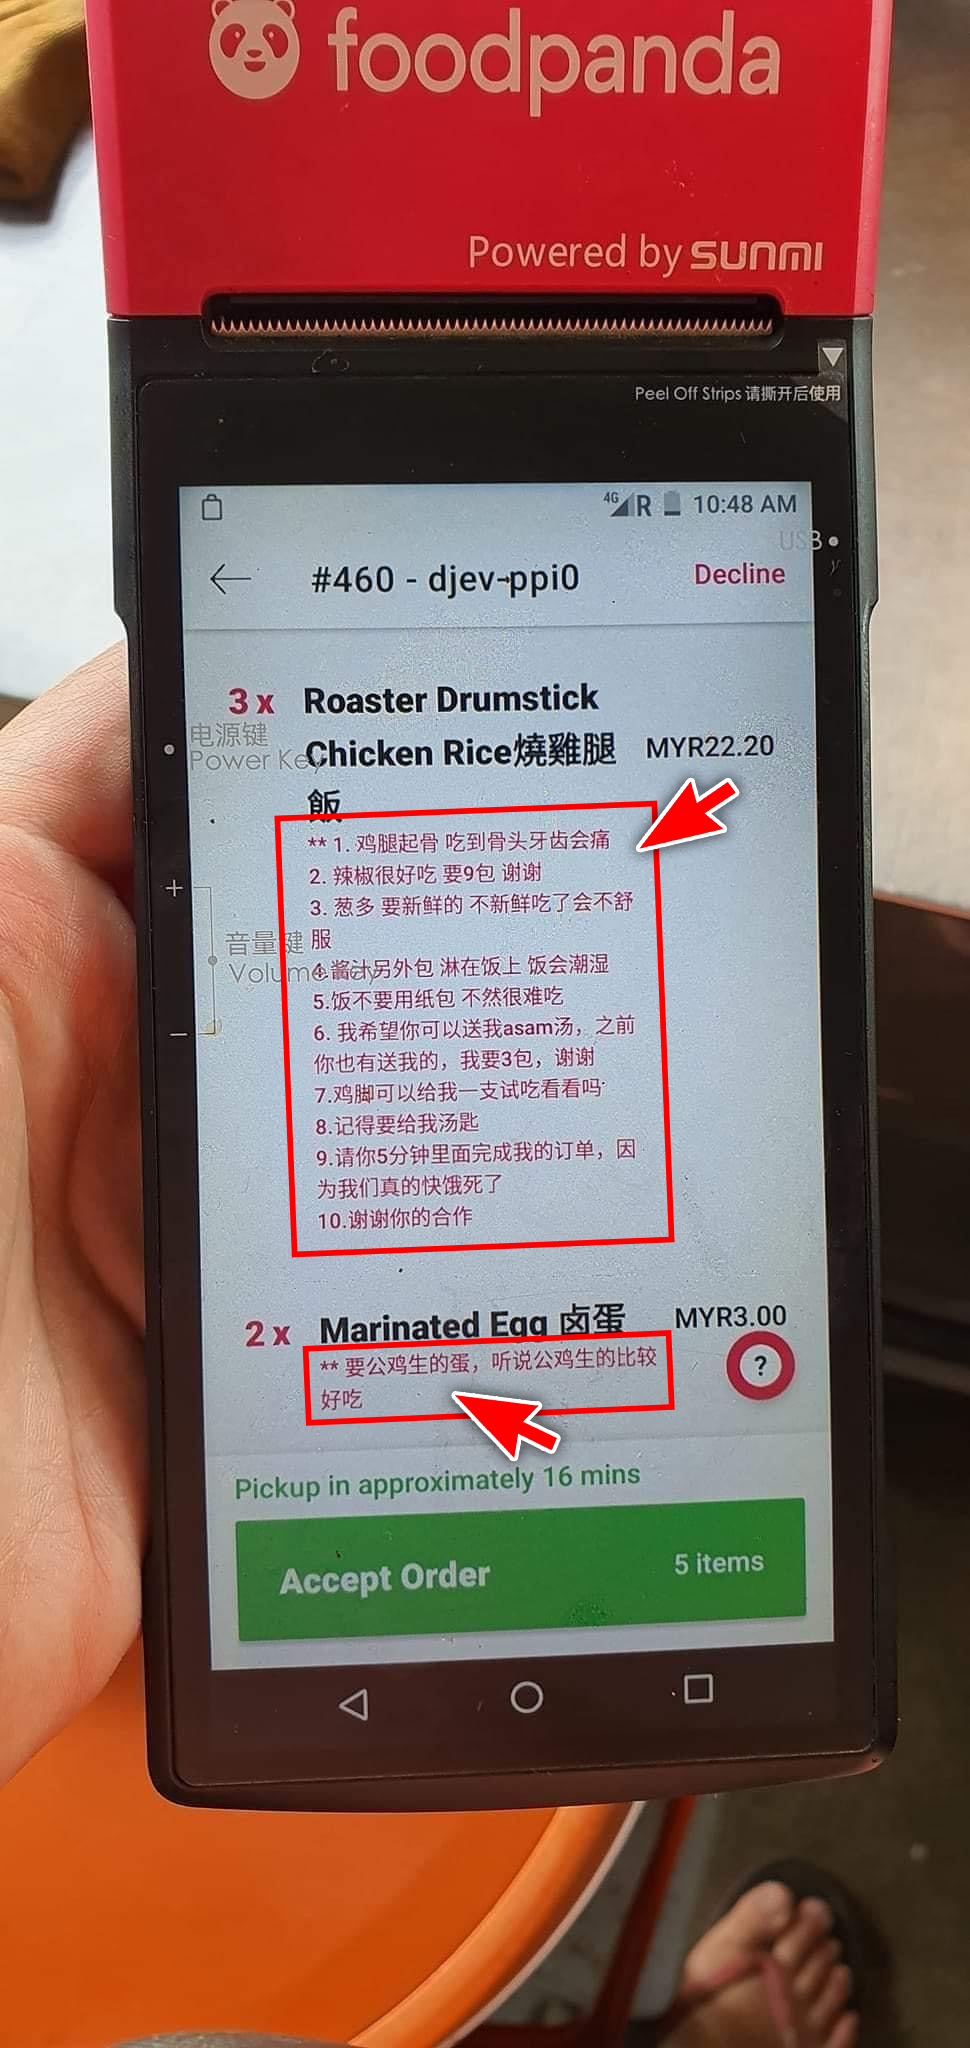 foodpanda
Powered by SUNMI
Peel Off Strips 请撕开后使用
4G R 10:48 AM
USB
#460 - djev-ppi0
Decline
3 x Roaster Drumstick
Chicken Rice燒雞腿 MYR22.20
飯
电源键
Power Key
** 1. 鸡腿起骨 吃到骨头牙齿会痛
2. 辣椒很好吃 要9包 谢谢
3. 葱多 要新鲜的 不新鲜吃了会不舒
服
4.酱汁另外包 淋在饭上 饭会潮湿
5.饭不要用纸包 不然很难吃
6. 我希望你可以送我asam汤，之前
你也有送我的，我要3包，谢谢
7.鸡脚可以给我一支试吃看看吗
8.记得要给我汤匙
9.请你5分钟里面完成我的订单，因
为我们真的快饿死了
10.谢谢你的合作
+
音量键
Volume Key
−
2 x Marinated Egg 卤蛋 MYR3.00
** 要公鸡生的蛋，听说公鸡生的比较
好吃
?
Pickup in approximately 16 mins
Accept Order 5 items